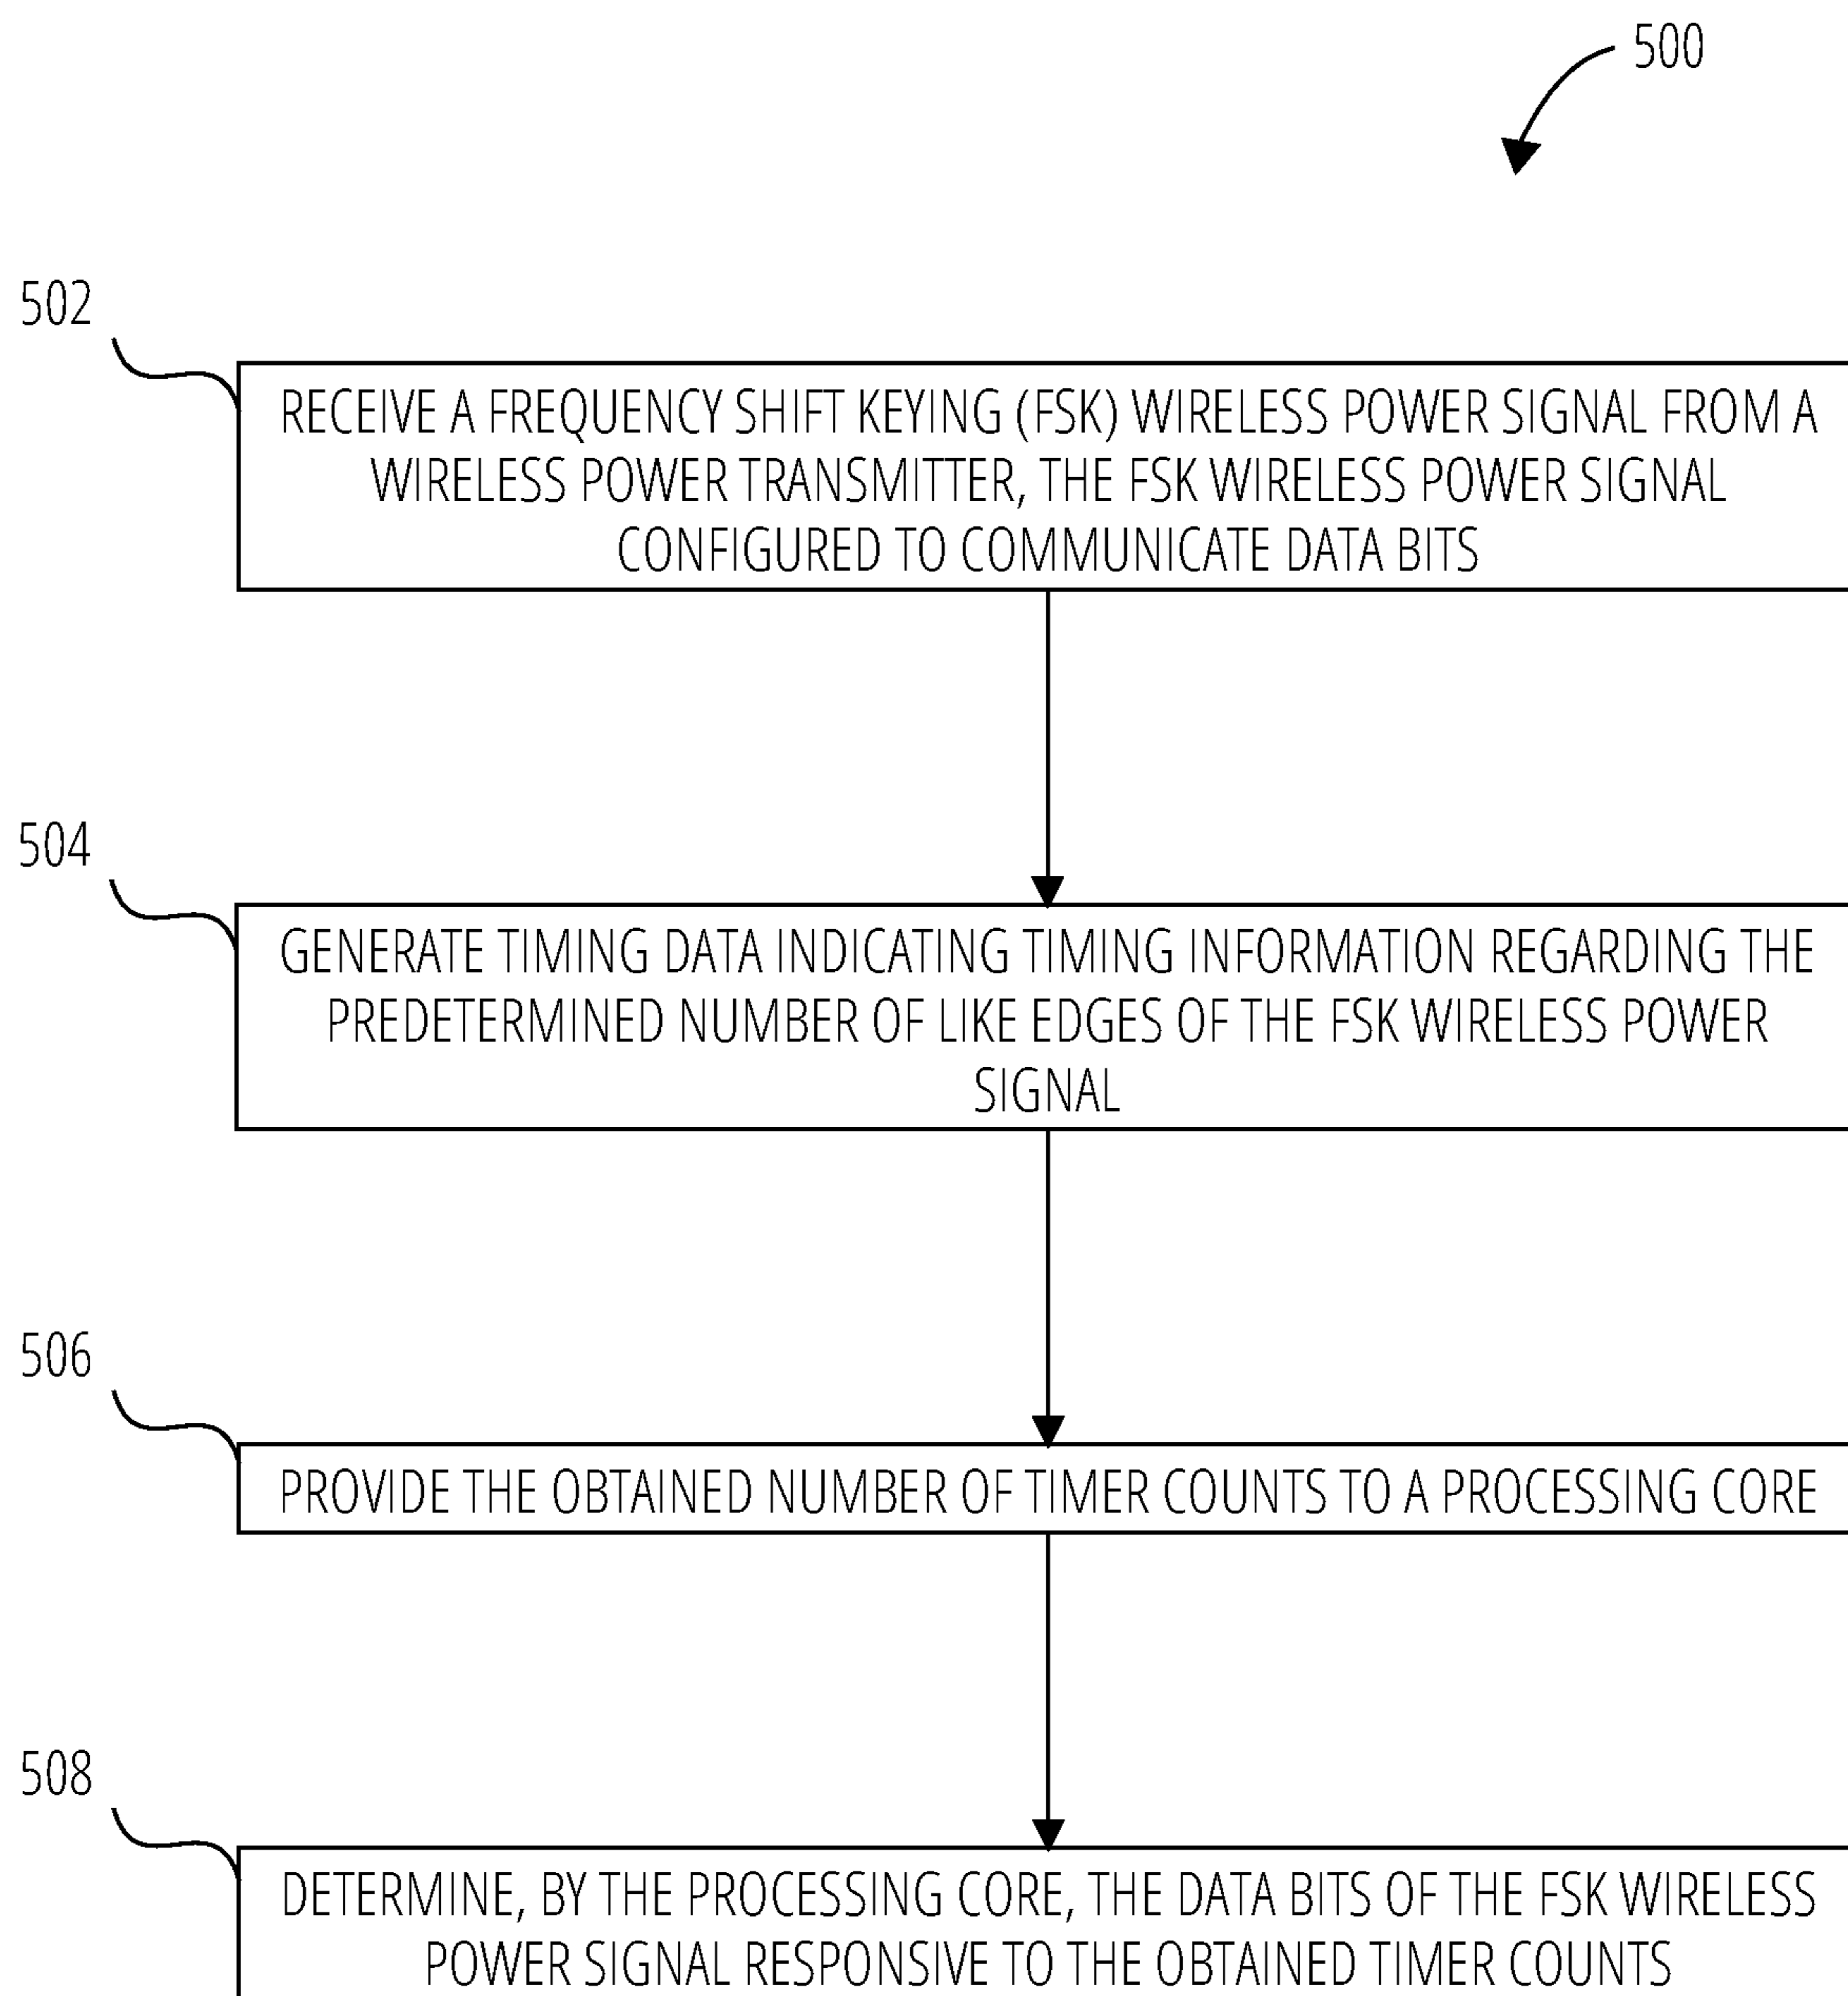 500
502
RECEIVE A FREQUENCY SHIFT KEYING (FSK) WIRELESS POWER SIGNAL FROM A
WIRELESS POWER TRANSMITTER, THE FSK WIRELESS POWER SIGNAL
CONFIGURED TO COMMUNICATE DATA BITS
504
GENERATE TIMING DATA INDICATING TIMING INFORMATION REGARDING THE
PREDETERMINED NUMBER OF LIKE EDGES OF THE FSK WIRELESS POWER
SIGNAL
506
PROVIDE THE OBTAINED NUMBER OF TIMER COUNTS TO A PROCESSING CORE
508
DETERMINE, BY THE PROCESSING CORE, THE DATA BITS OF THE FSK WIRELESS
POWER SIGNAL RESPONSIVE TO THE OBTAINED TIMER COUNTS